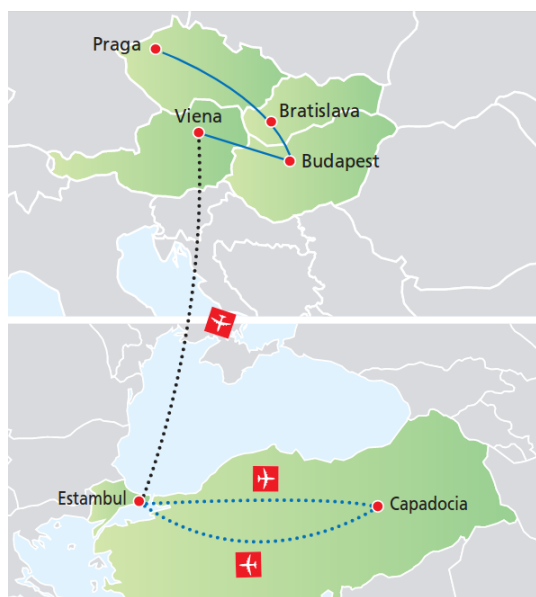 Praga
Viena
Bratislava
Budapest
Estambul
Capadocia